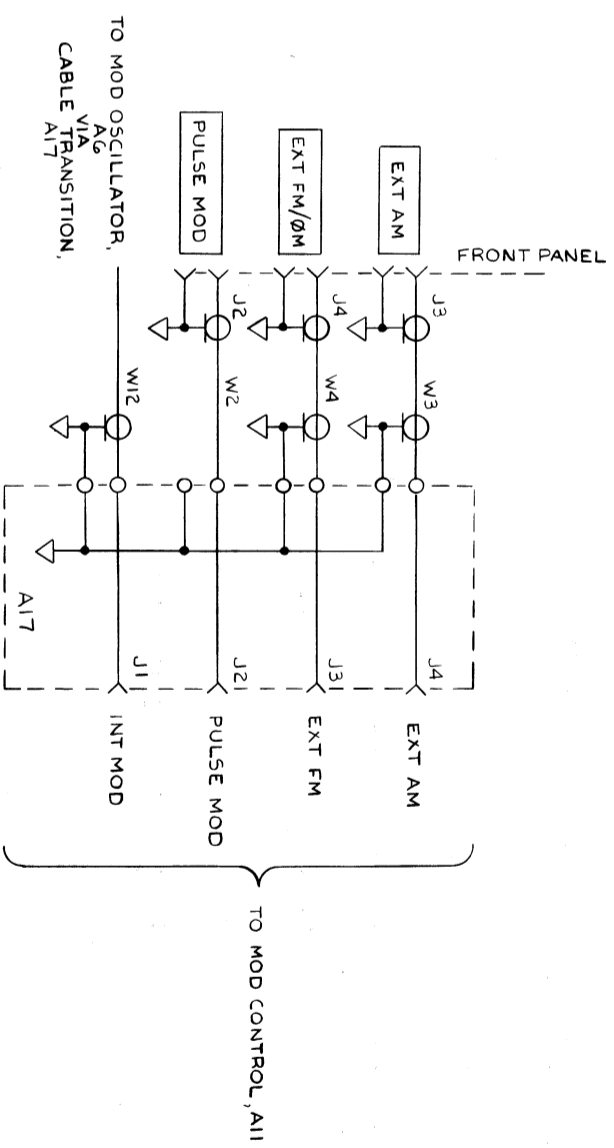 FRONT PANEL
EXT AM
J3
W3
J4
EXT AM
EXT FM/ØM
J4
W4
J3
EXT FM
PULSE MOD
J2
W2
J2
PULSE MOD
TO MOD OSCILLATOR,
A6
VIA
CABLE TRANSITION,
A17
W12
J1
INT MOD
A17
TO MOD CONTROL, A11